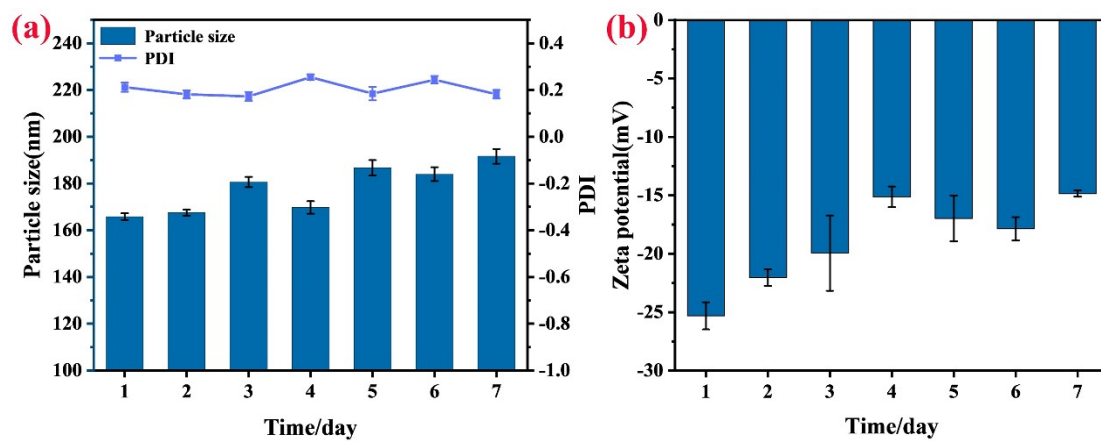 (a)
Particle size
PDI
240
220
200
180
160
140
120
100
Particle size(nm)
0.4
0.2
0.0
-0.2
-0.4
-0.6
-0.8
-1.0
PDI
1 2 3 4 5 6 7
Time/day
(b)
0
-5
-10
-15
-20
-25
-30
Zeta potential(mV)
1 2 3 4 5 6 7
Time/day